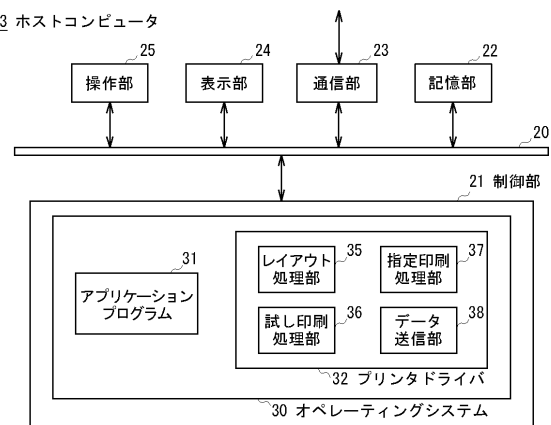 3 ホストコンピュータ
25
24
23
22
操作部
表示部
通信部
記憶部
20
21 制御部
31
アプリケーション
プログラム
35
レイアウト
処理部
37
指定印刷
処理部
36
試し印刷
処理部
38
データ
送信部
32 プリンタドライバ
30 オペレーティングシステム